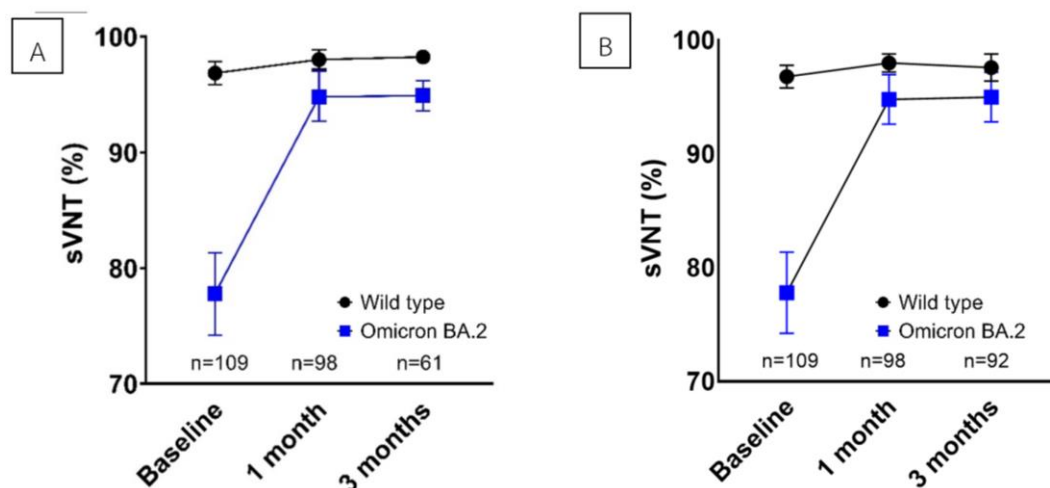 A
100
90
80
70
sVNT (%)
Wild type
Omicron BA.2
n=109 n=98 n=61
Baseline
1 month
3 months
B
100
90
80
70
sVNT (%)
Wild type
Omicron BA.2
n=109 n=98 n=92
Baseline
1 month
3 months